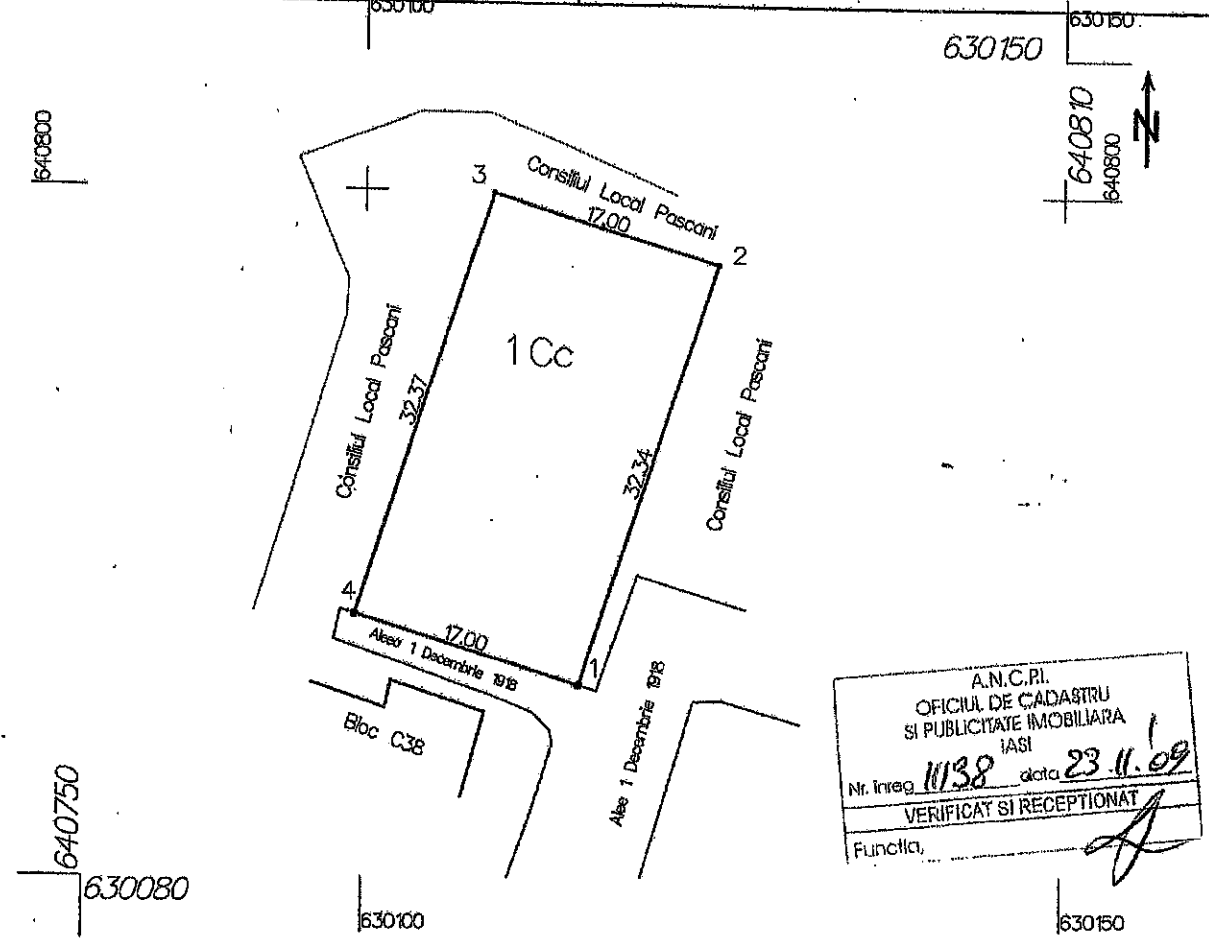 630100
630150
630150
640800
640810
640800
N
3
Consiliul Local Pascani
17.00
2
Consiliul Local Pascani
32.37
1 Cc
32.34
Consiliul Local Pascani
4
17.00
Aleea 1 Decembrie 1918
1
Alee 1 Decembrie 1918
Bloc C38
A.N.C.P.I.
OFICIUL DE CADASTRU
SI PUBLICITATE IMOBILIARA
IASI
Nr. inreg 11138 data 23.11.09
VERIFICAT SI RECEPTIONAT
Functia,
640750
630080
630100
630150